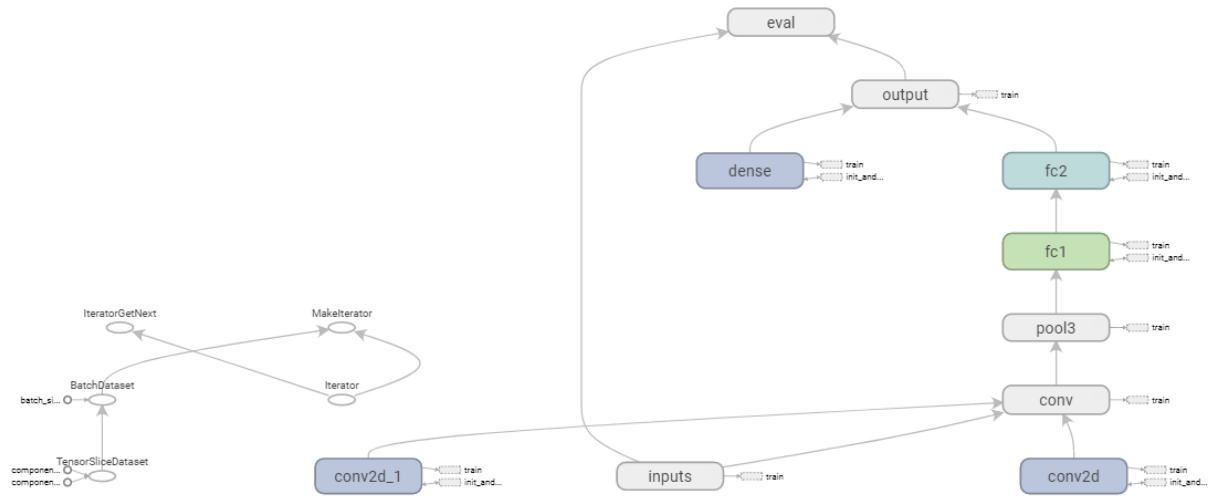 eval
output
train
dense
train
init_and...
fc2
train
init_and...
fc1
train
init_and...
IteratorGetNext
MakeIterator
pool3
train
BatchDataset
Iterator
batch_si...
conv
train
TensorSliceDataset
componen...
componen...
conv2d_1
train
init_and...
inputs
train
conv2d
train
init_and...